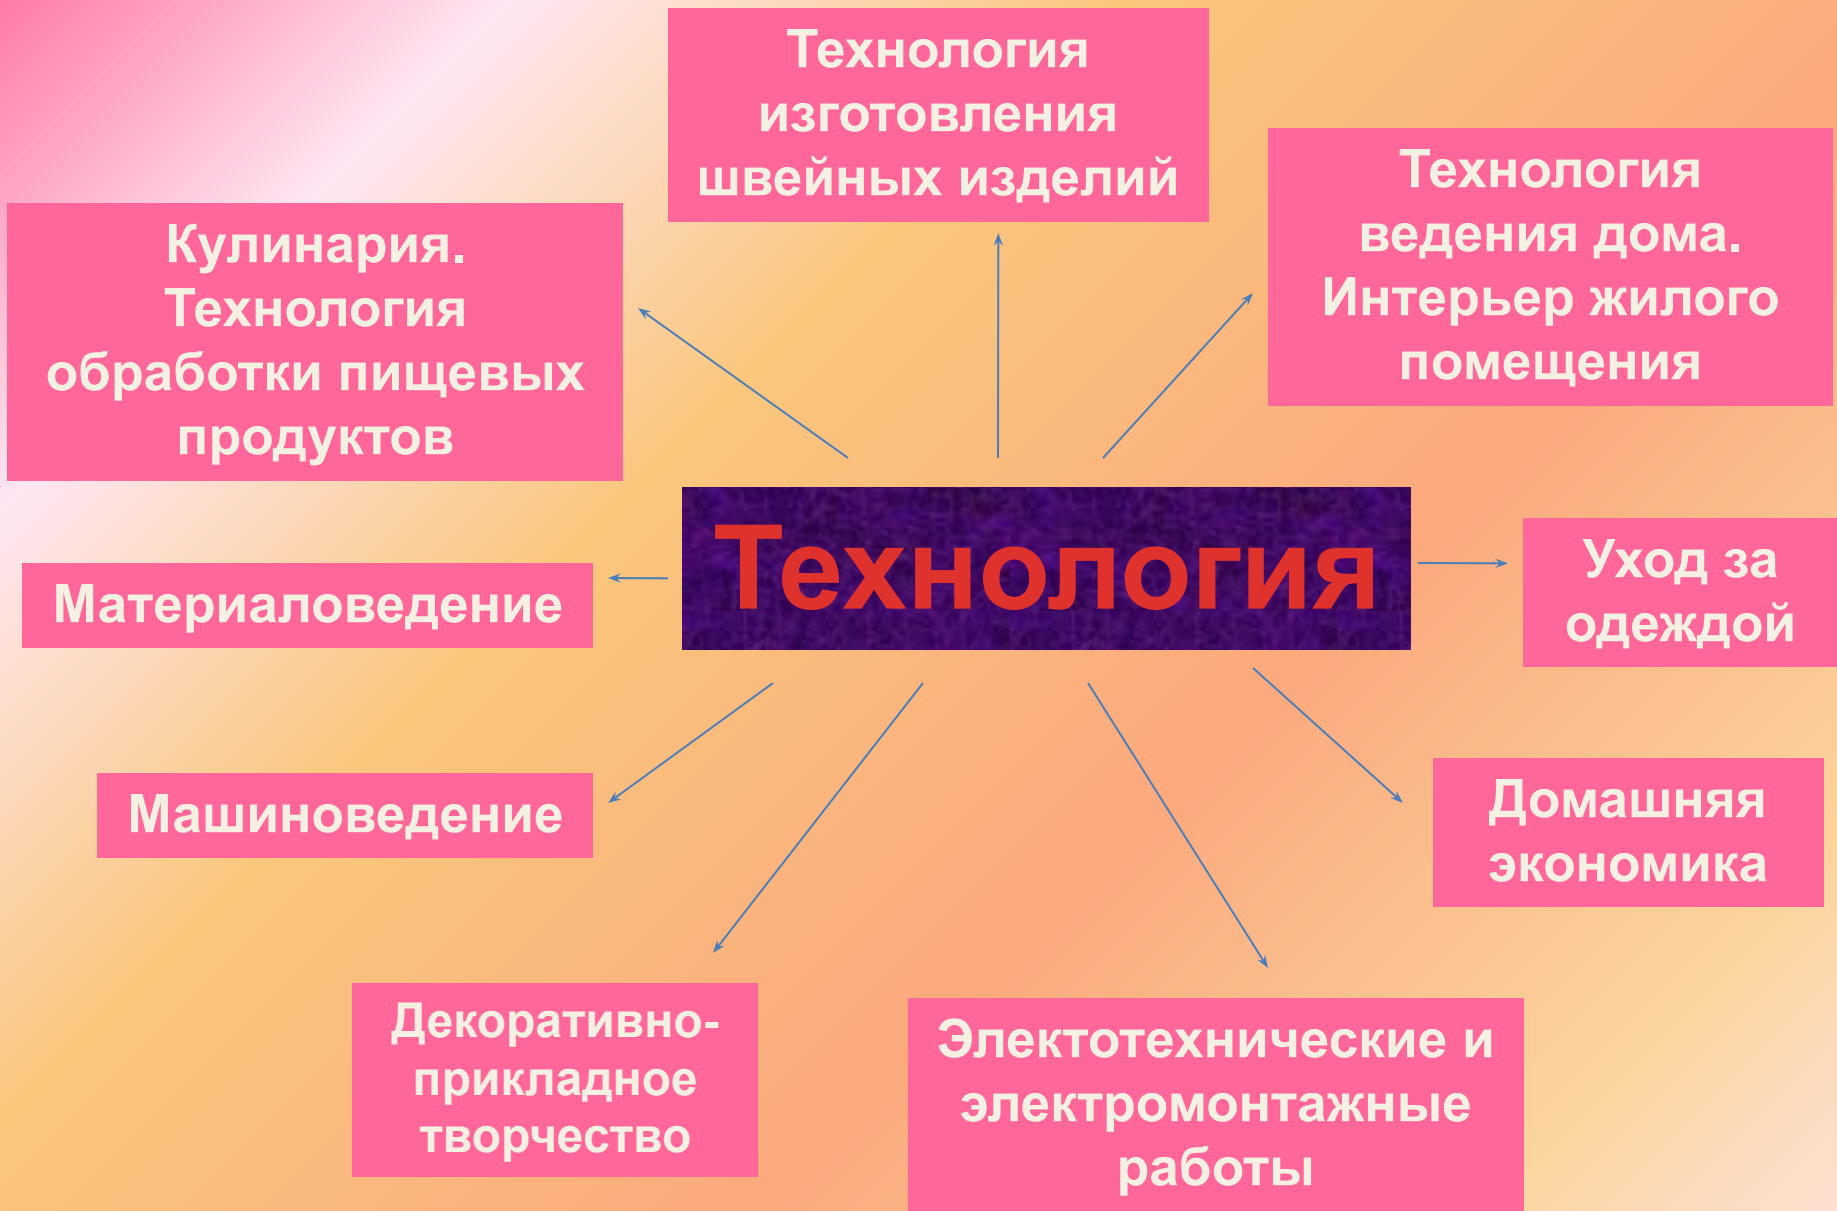 Технология
изготовления
швейных изделий
Технология
ведения дома.
Интерьер жилого
помещения
Кулинария.
Технология
обработки пищевых
продуктов
Технология
Уход за
одеждой
Материаловедение
Машиноведение
Домашняя
экономика
Декоративно-
прикладное
творчество
Электотехнические и
электромонтажные
работы